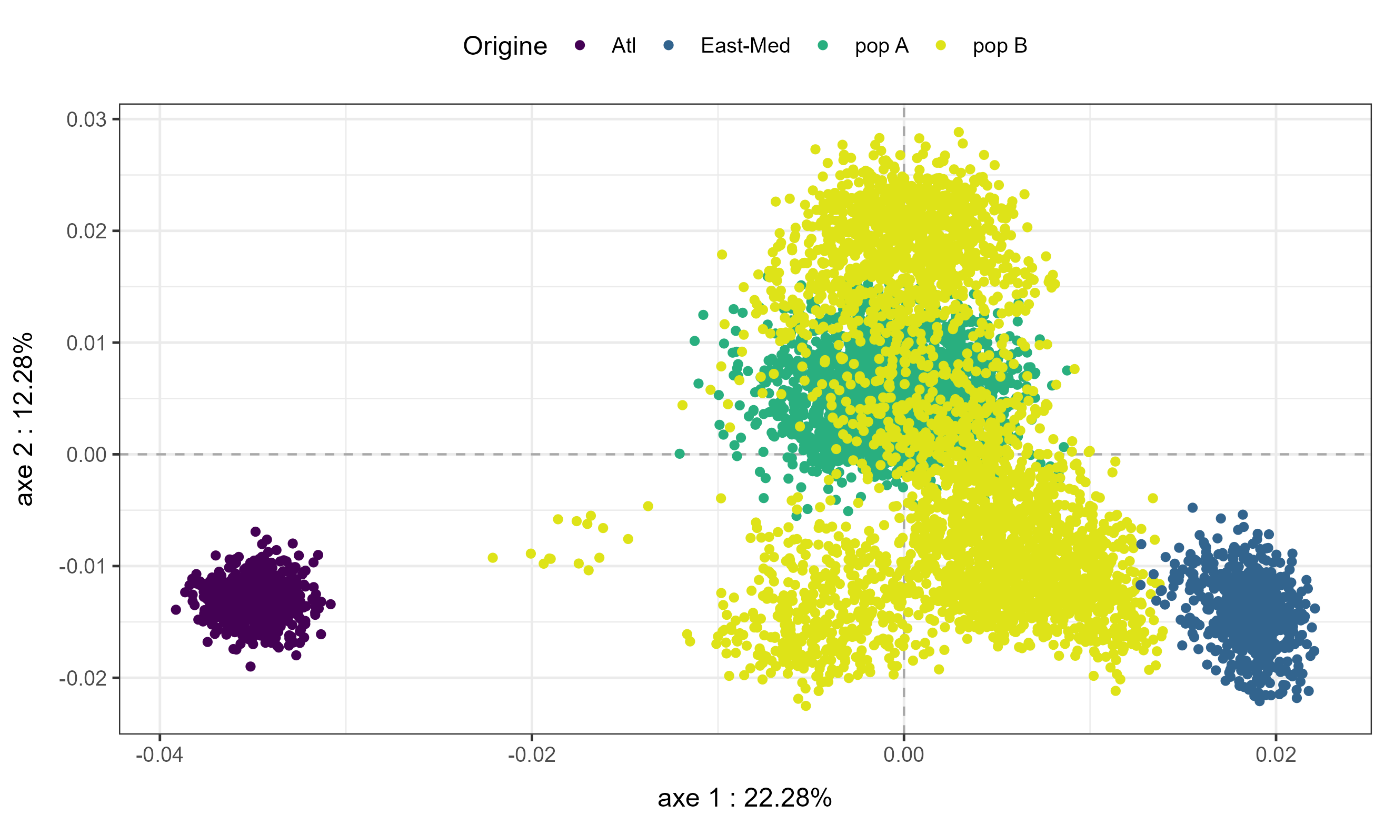 Origine Atl East-Med pop A pop B
0.03
0.02
0.01
0.00
-0.01
-0.02
axe 2 : 12.28%
-0.04 -0.02 0.00 0.02
axe 1 : 22.28%